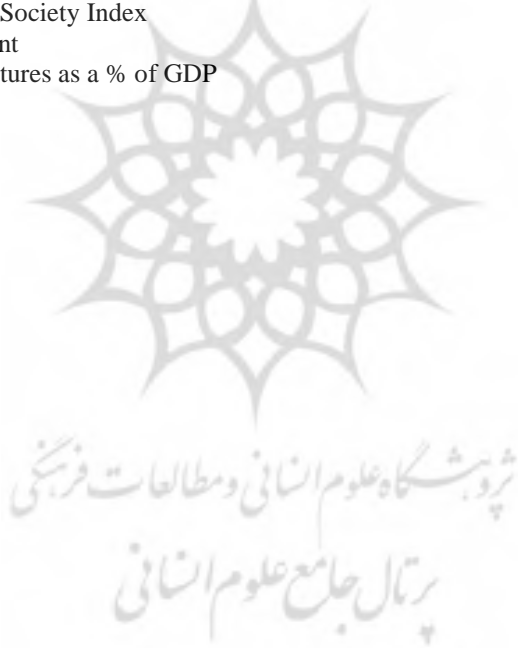 Society Index
nt
tures as a % of GDP
پژوهشگاه علوم انسانی و مطالعات فرهنگی
پرتال جامع علوم انسانی